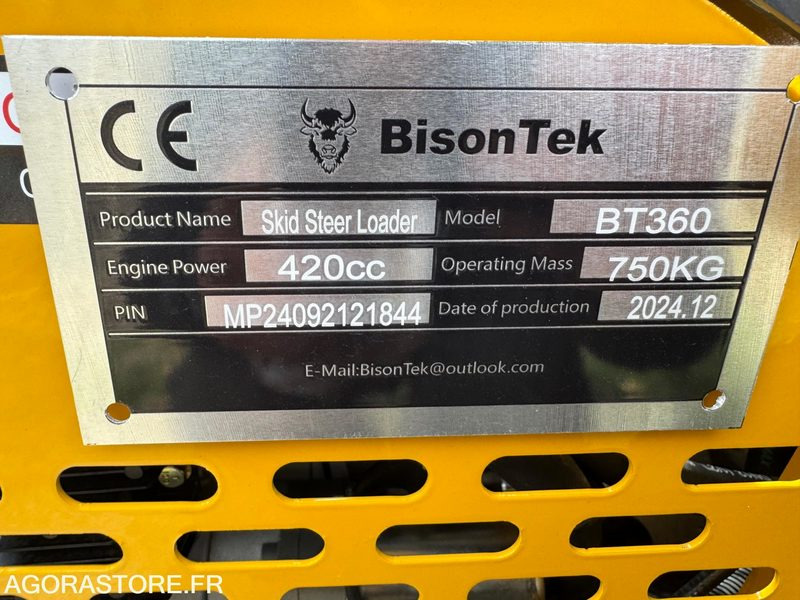 CE BisonTek
Product Name Skid Steer Loader Model BT360
Engine Power 420cc Operating Mass 750KG
PIN MP24092121844 Date of production 2024.12
E-Mail:BisonTek@outlook.com
AGORASTORE.FR